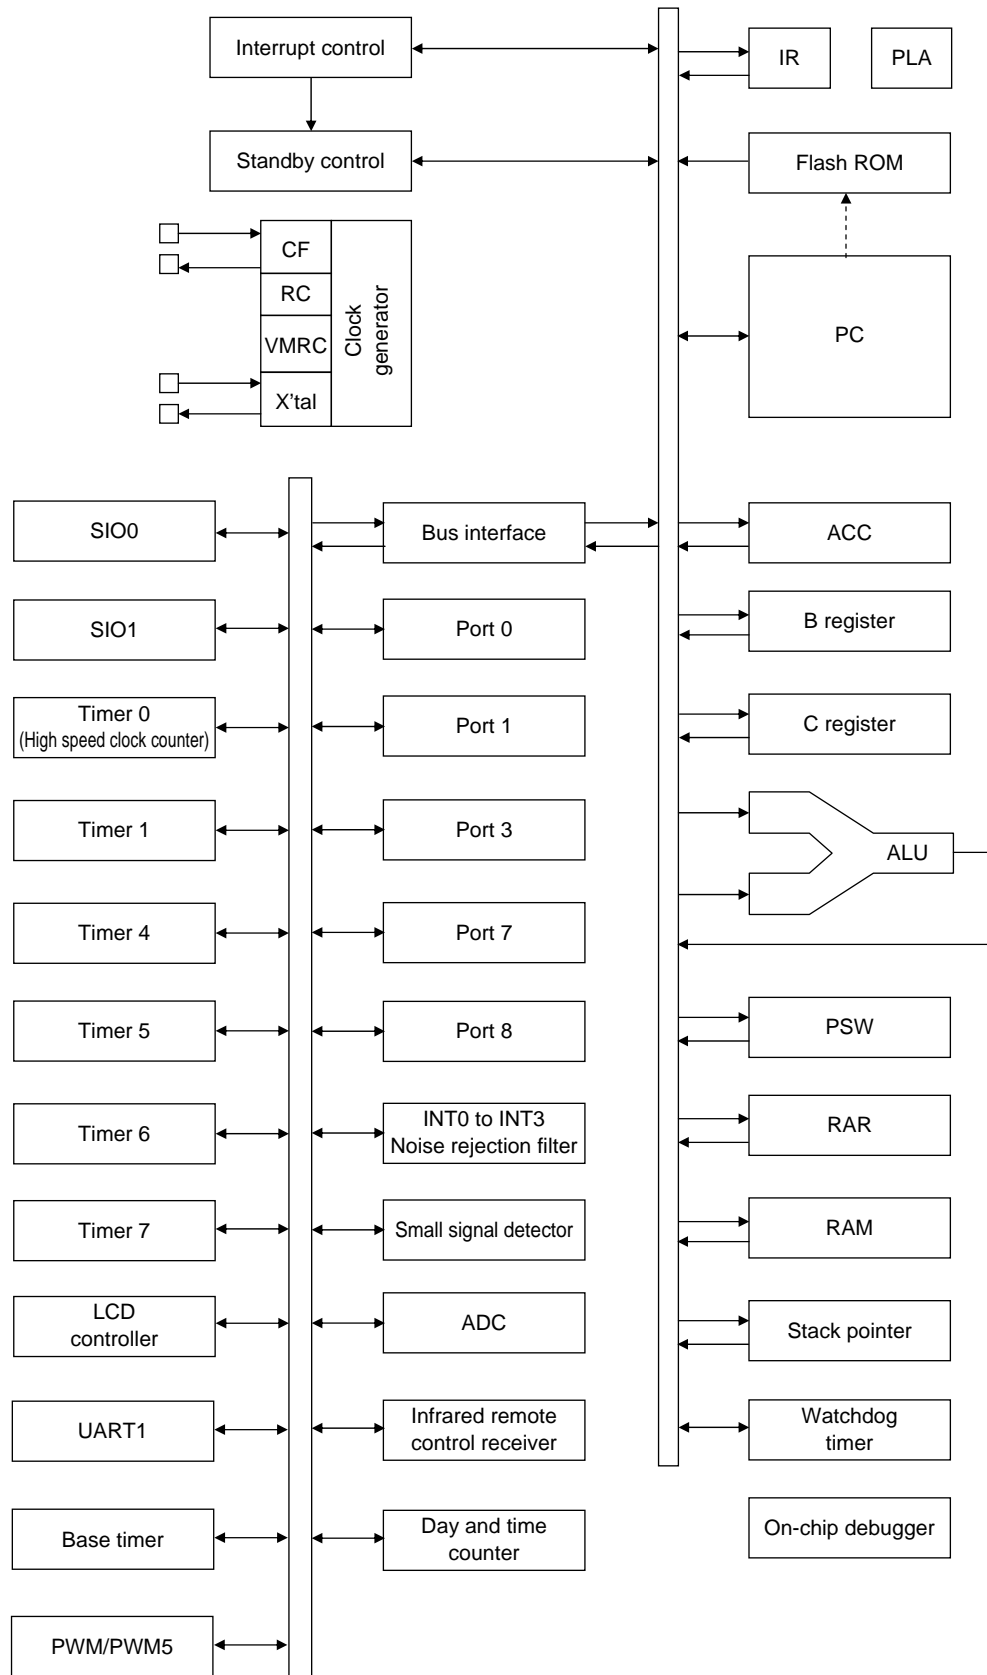 Interrupt control
IR
PLA
Standby control
Flash ROM
CF
RC
VMRC
X'tal
Clock
generator
PC
SIO0
Bus interface
ACC
SIO1
Port 0
B register
Timer 0
(High speed clock counter)
Port 1
C register
Timer 1
Port 3
ALU
Timer 4
Port 7
Timer 5
Port 8
PSW
Timer 6
INT0 to INT3
Noise rejection filter
RAR
Timer 7
Small signal detector
RAM
LCD
controller
ADC
Stack pointer
UART1
Infrared remote
control receiver
Watchdog
timer
Base timer
Day and time
counter
On-chip debugger
PWM/PWM5